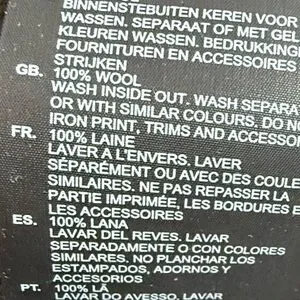 BINNENSTEBUITEN KEREN VOOR
WASSEN. SEPARAAT OF MET GEL
KLEUREN WASSEN. BEDRUKKING
FOURNITUREN EN ACCESSOIRES
STRIJKEN
GB. 100% WOOL
WASH INSIDE OUT. WASH SEPARA
OR WITH SIMILAR COLOURS. DO N
IRON PRINT, TRIMS AND ACCESSOR
FR. 100% LAINE
LAVER A L'ENVERS. LAVER
SÉPARÉMENT OU AVEC DES COULE
SIMILAIRES. NE PAS REPASSER LA
PARTIE IMPRIMÉE, LES BORDURES E
LES ACCESSOIRES
ES. 100% LANA
LAVAR DEL REVES. LAVAR
SEPARADAMENTE O CON COLORES
SIMILARES. NO PLANCHAR LOS
ESTAMPADOS, ADORNOS Y
ACCESORIOS
PT. 100% LÃ
LAVAR DO AVESSO. LAVAR